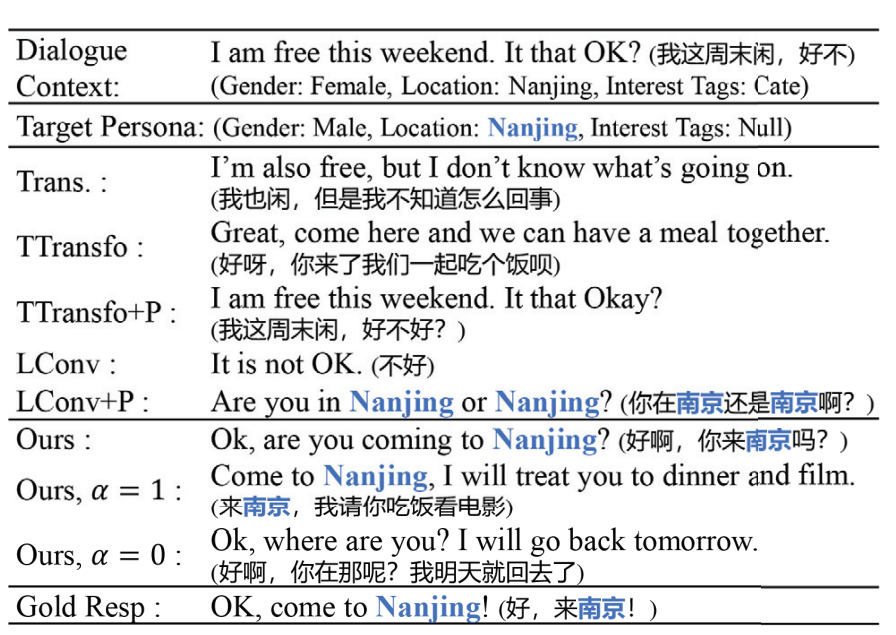 Dialogue I am free this weekend. It that OK? (我这周末闲，好不)
Context: (Gender: Female, Location: Nanjing, Interest Tags: Cate)
Target Persona: (Gender: Male, Location: Nanjing, Interest Tags: Null)
Trans. : I'm also free, but I don't know what's going on.
(我也闲，但是我不知道怎么回事)
TTransfo : Great, come here and we can have a meal together.
(好呀，你来了我们一起吃个饭呗)
TTransfo+P : I am free this weekend. It that Okay?
(我这周末闲，好不好？)
LConv : It is not OK. (不好)
LConv+P : Are you in Nanjing or Nanjing? (你在南京还是南京啊？)
Ours : Ok, are you coming to Nanjing? (好啊，你来南京吗？)
Ours, α = 1 : Come to Nanjing, I will treat you to dinner and film.
(来南京，我请你吃饭看电影)
Ours, α = 0 : Ok, where are you? I will go back tomorrow.
(好啊，你在那呢？我明天就回去了)
Gold Resp : OK, come to Nanjing! (好，来南京！)